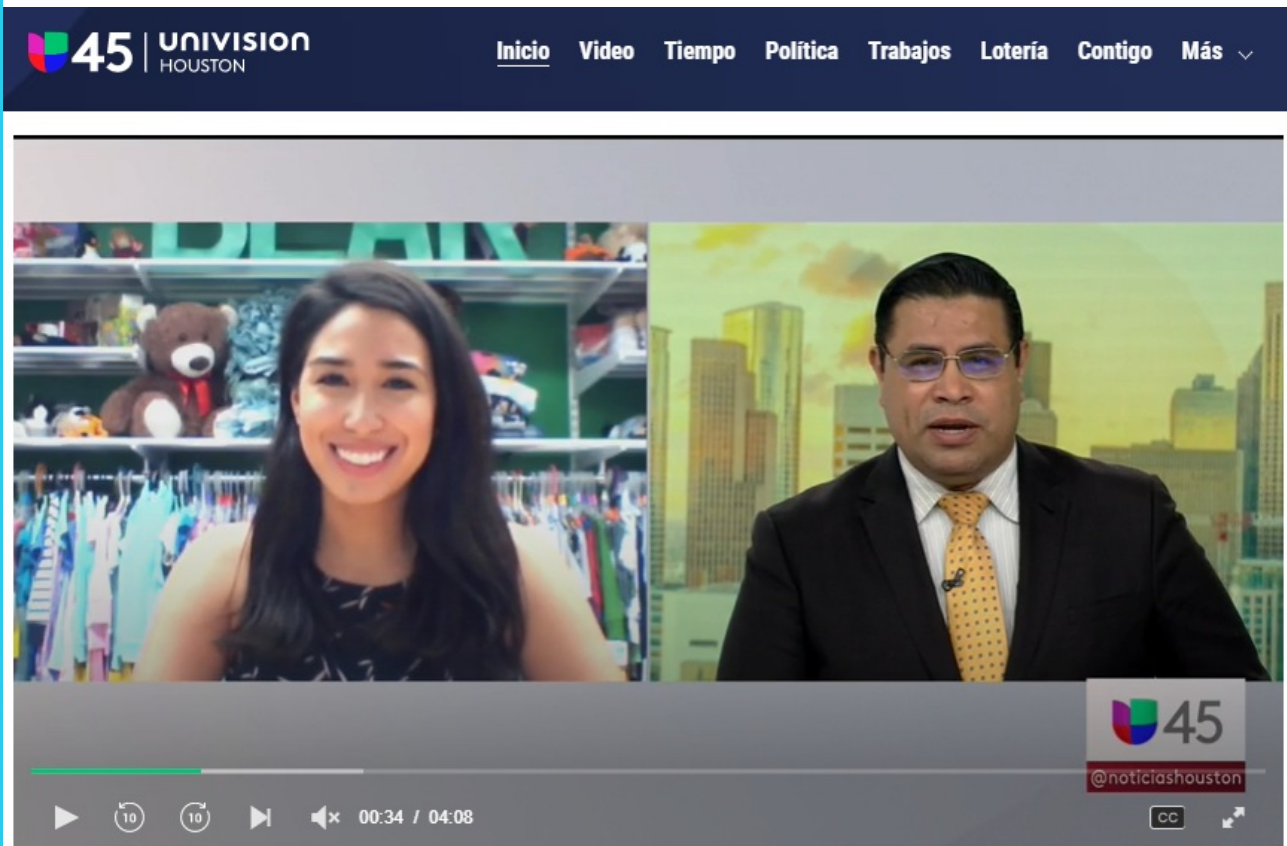 45 UNIVISION
HOUSTON
Inicio Video Tiempo Política Trabajos Lotería Contigo Más
BEAR
45
@noticiashouston
10 10 00:34 / 04:08 CC